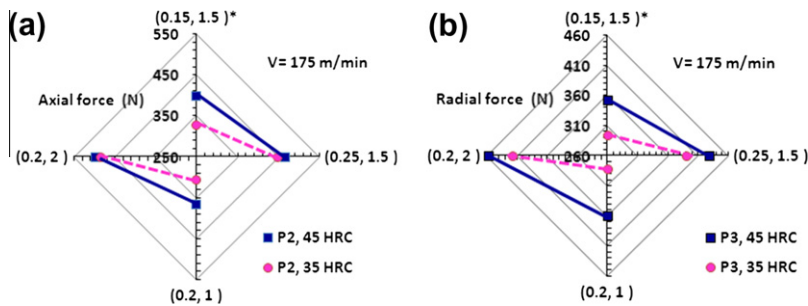 (a)
(0.15, 1.5 )*
550
V= 175 m/min
450
Axial force (N)
350
(0.2, 2 )
250
(0.25, 1.5 )
P2, 45 HRC
P2, 35 HRC
(0.2, 1 )
(b)
(0.15, 1.5 )*
460
V= 175 m/min
410
Radial force (N)
360
310
(0.2, 2 )
260
(0.25, 1.5 )
P3, 45 HRC
P3, 35 HRC
(0.2, 1 )